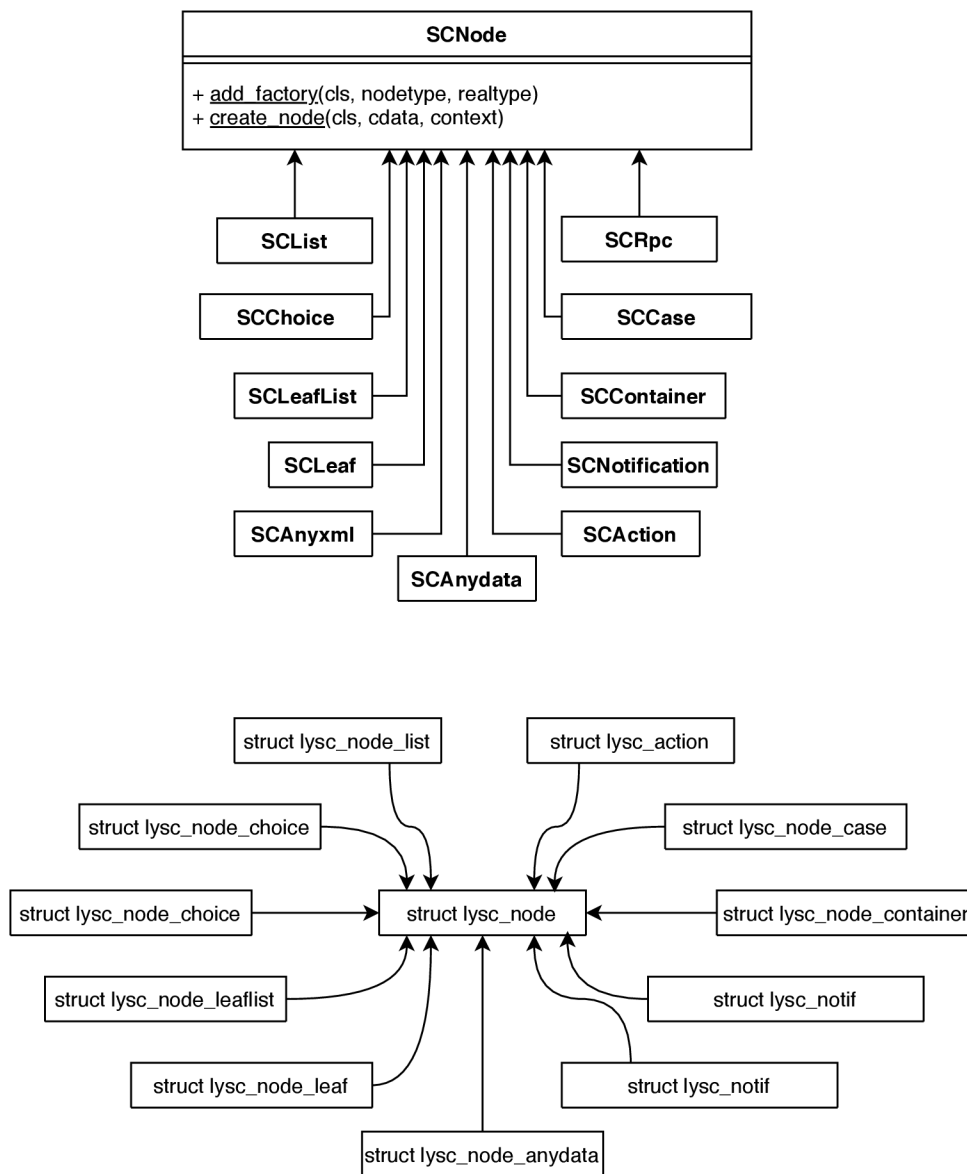 SCNode
+ add_factory(cls, nodetype, realtype)
+ create_node(cls, cdata, context)
SCList
SCRpc
SCChoice
SCCase
SCLeafList
SCContainer
SCLeaf
SCNotification
SCAnyxml
SCAction
SCAnydata
struct lysc_node_list
struct lysc_action
struct lysc_node_choice
struct lysc_node_case
struct lysc_node_choice
struct lysc_node
struct lysc_node_container
struct lysc_node_leaflist
struct lysc_notif
struct lysc_node_leaf
struct lysc_notif
struct lysc_node_anydata